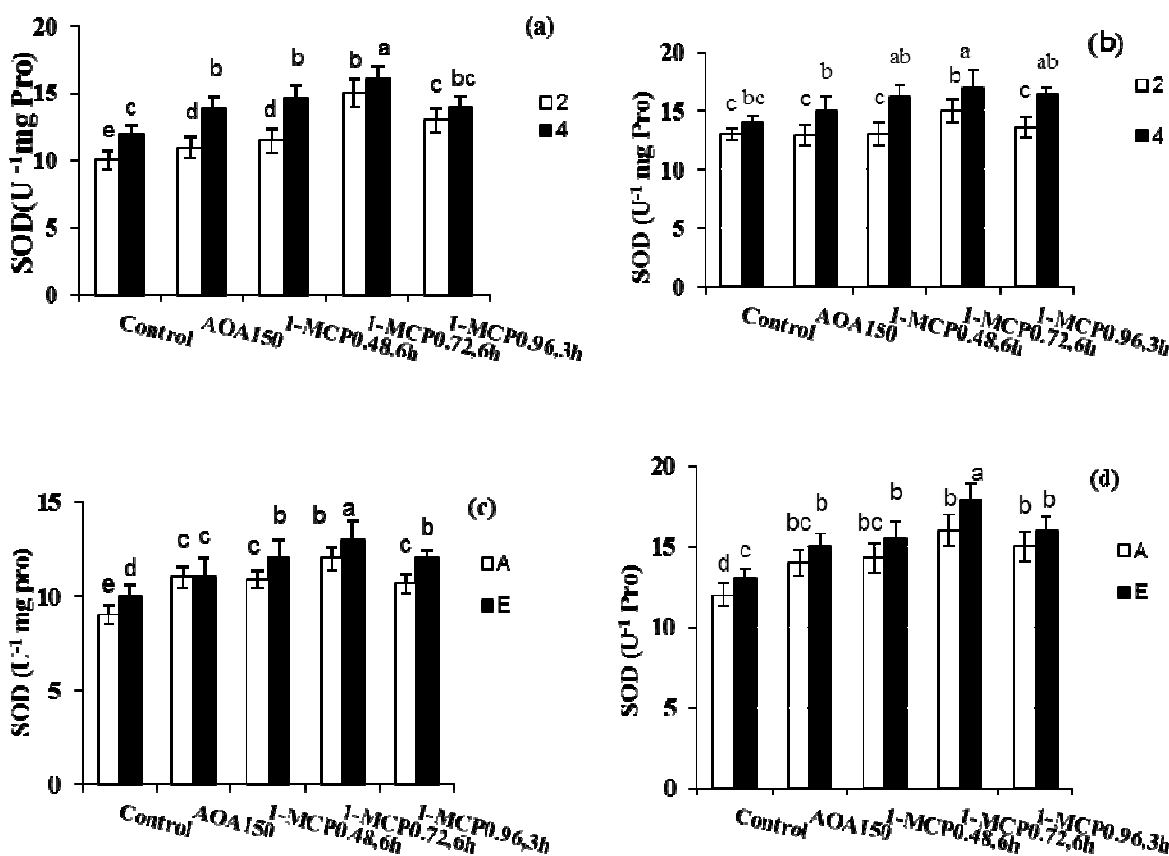 (a)
SOD(U -1mg Pro)
20
15
10
5
0
e c d b d b b a c bc
2
4
Control AOA150 1-MCP0.48,6h 1-MCP0.72,6h 1-MCP0.96,3h
(b)
SOD (U-1 mg Pro)
20
15
10
5
0
c bc c b c ab b a c ab
2
4
Control AOA150 1-MCP0.48,6h 1-MCP0.72,6h 1-MCP0.96,3h
(c)
SOD (U-1 mg pro)
15
10
5
0
e d c c c b b a c b
A
E
Control AOA150 1-MCP0.48,6h 1-MCP0.72,6h 1-MCP0.96,3h
(d)
SOD (U-1 Pro)
20
15
10
5
0
d c bc b bc b b a b b
A
E
Control AOA150 1-MCP0.48,6h 1-MCP0.72,6h 1-MCP0.96,3h